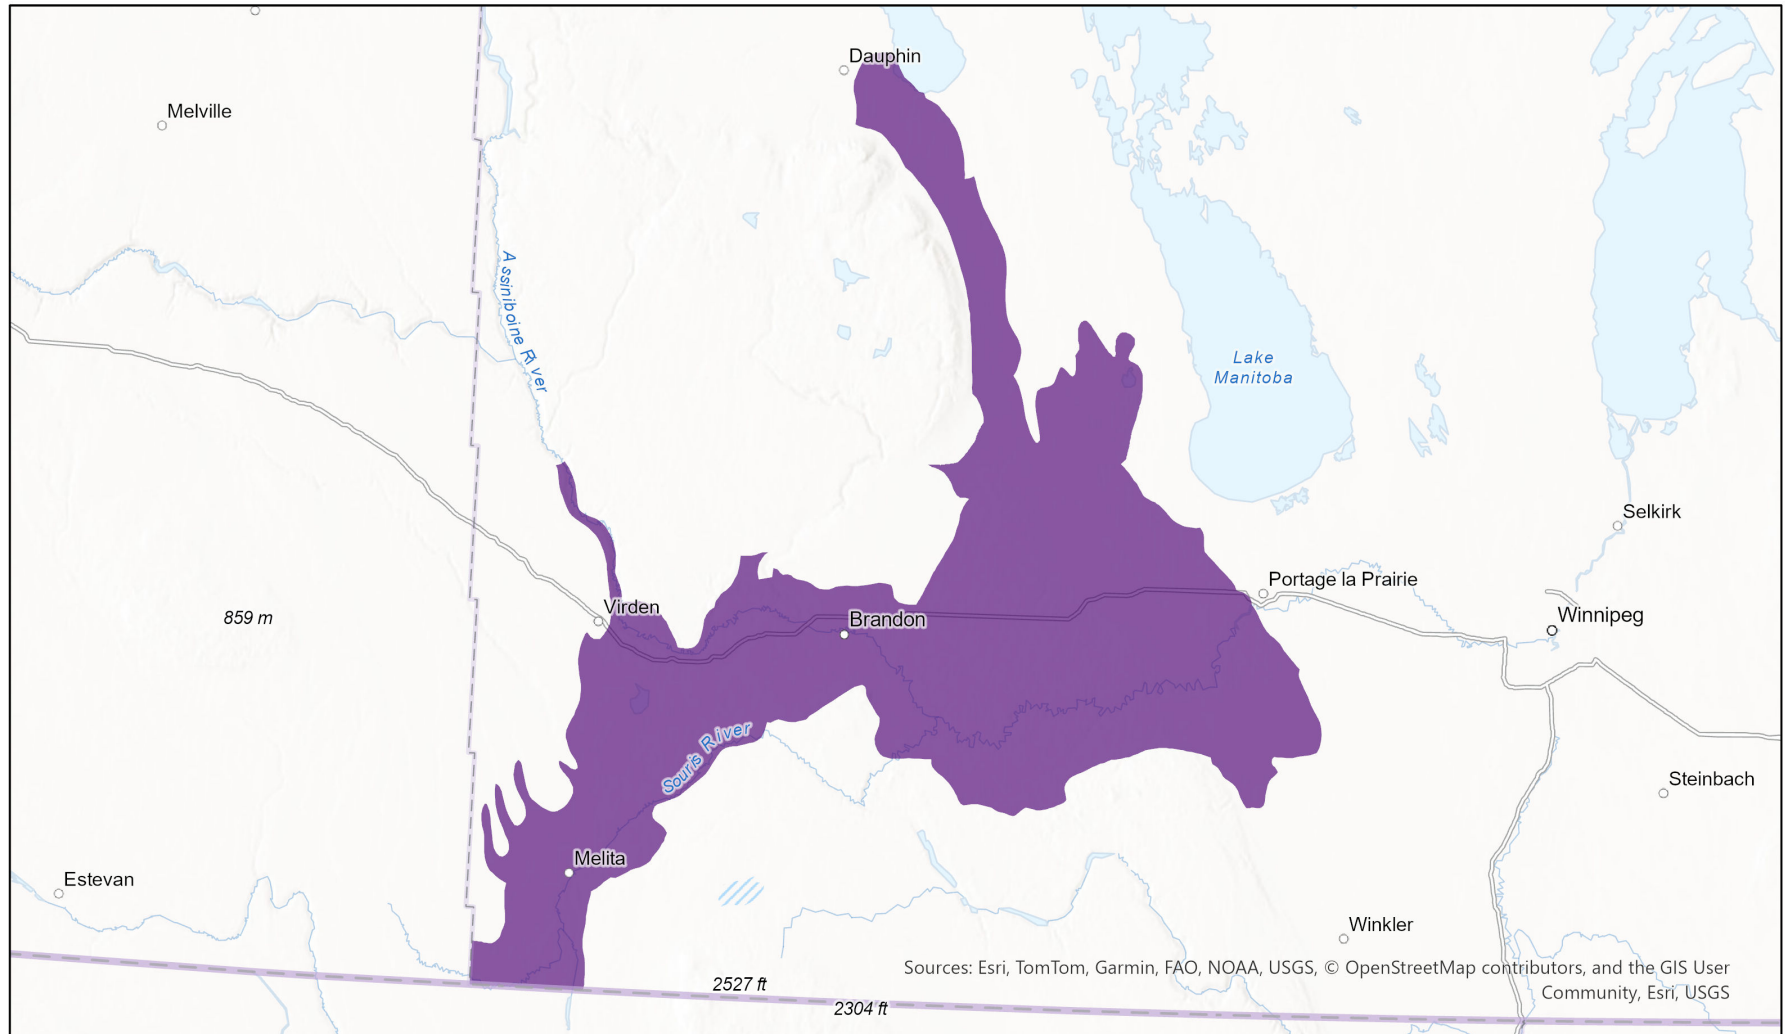 Dauphin
Melville
Assiniboine River
Lake
Manitoba
Selkirk
Portage la Prairie
Virden
859 m
Brandon
Winnipeg
Souris River
Steinbach
Melita
Estevan
Winkler
Sources: Esri, TomTom, Garmin, FAO, NOAA, USGS, © OpenStreetMap contributors, and the GIS User
Community, Esri, USGS
2527 ft
2304 ft